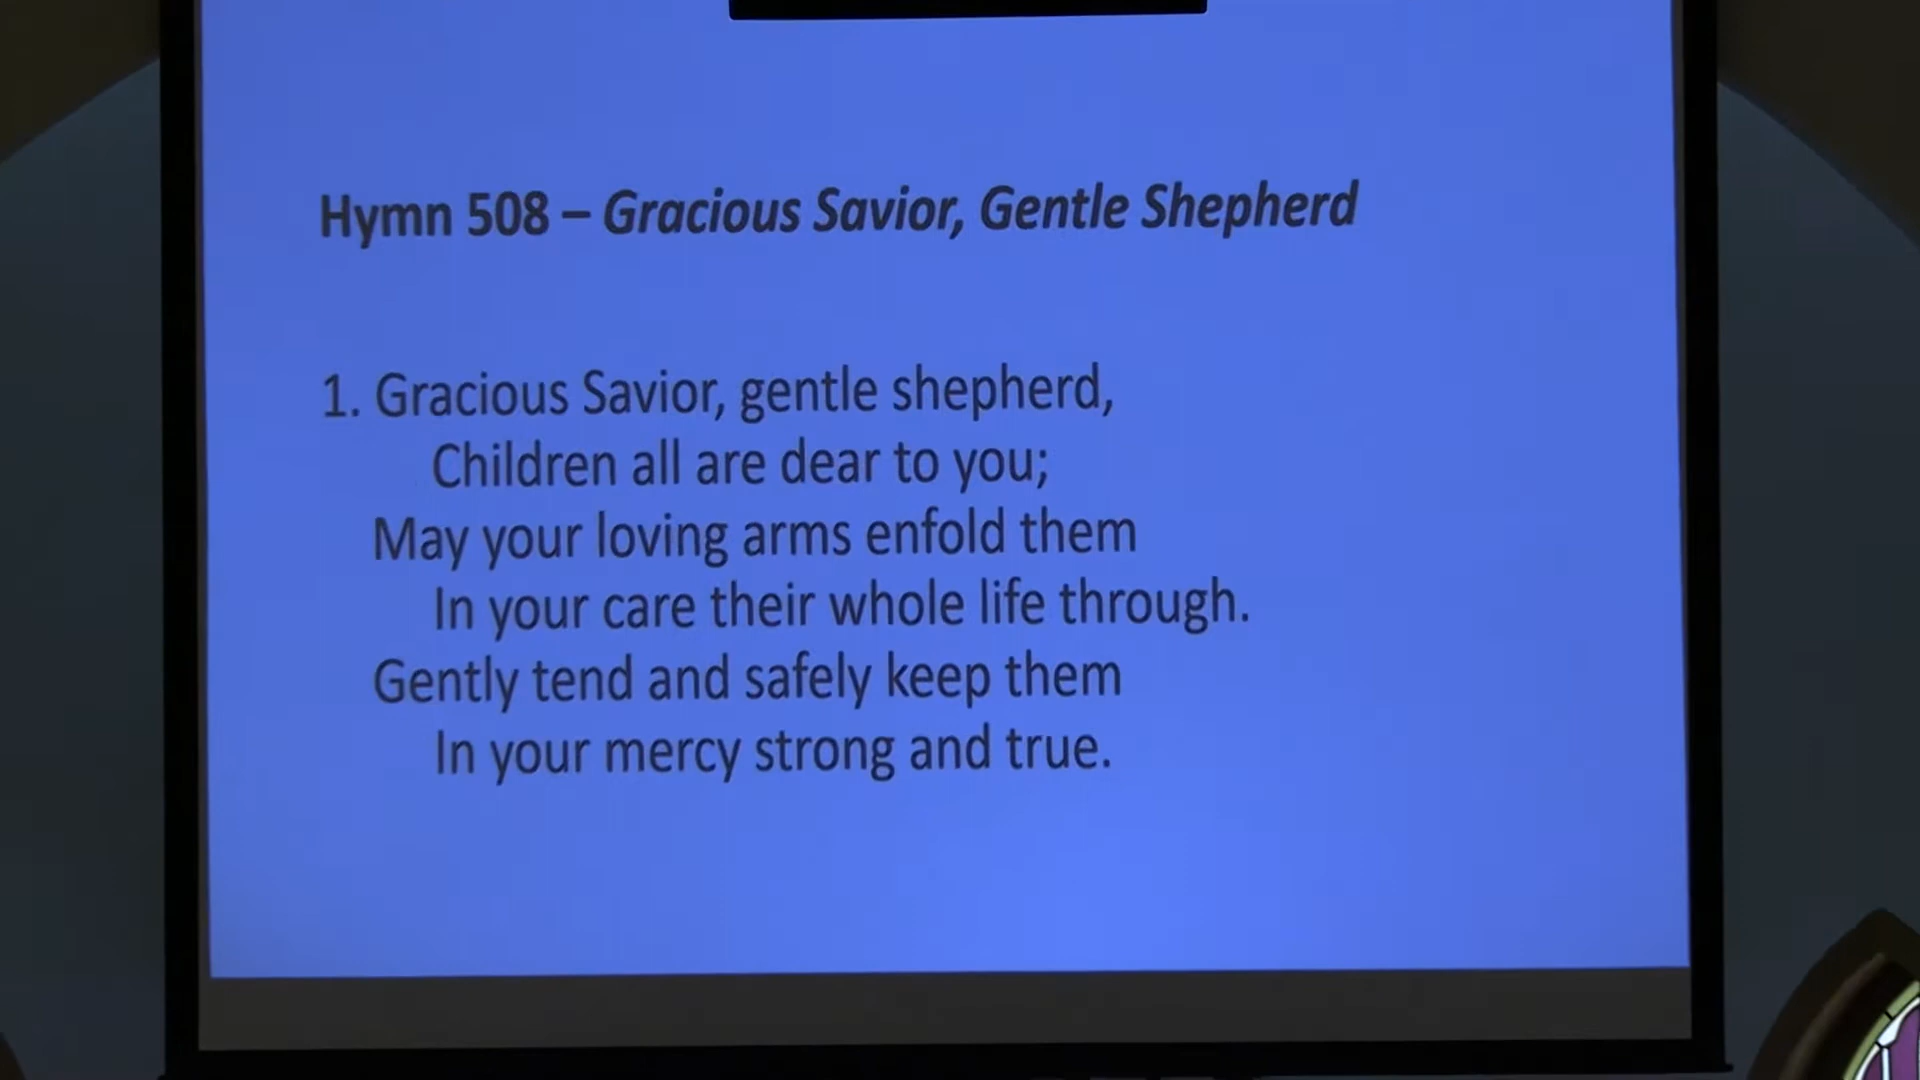 Hymn 508 – Gracious Savior, Gentle Shepherd
1. Gracious Savior, gentle shepherd,
Children all are dear to you;
May your loving arms enfold them
In your care their whole life through.
Gently tend and safely keep them
In your mercy strong and true.